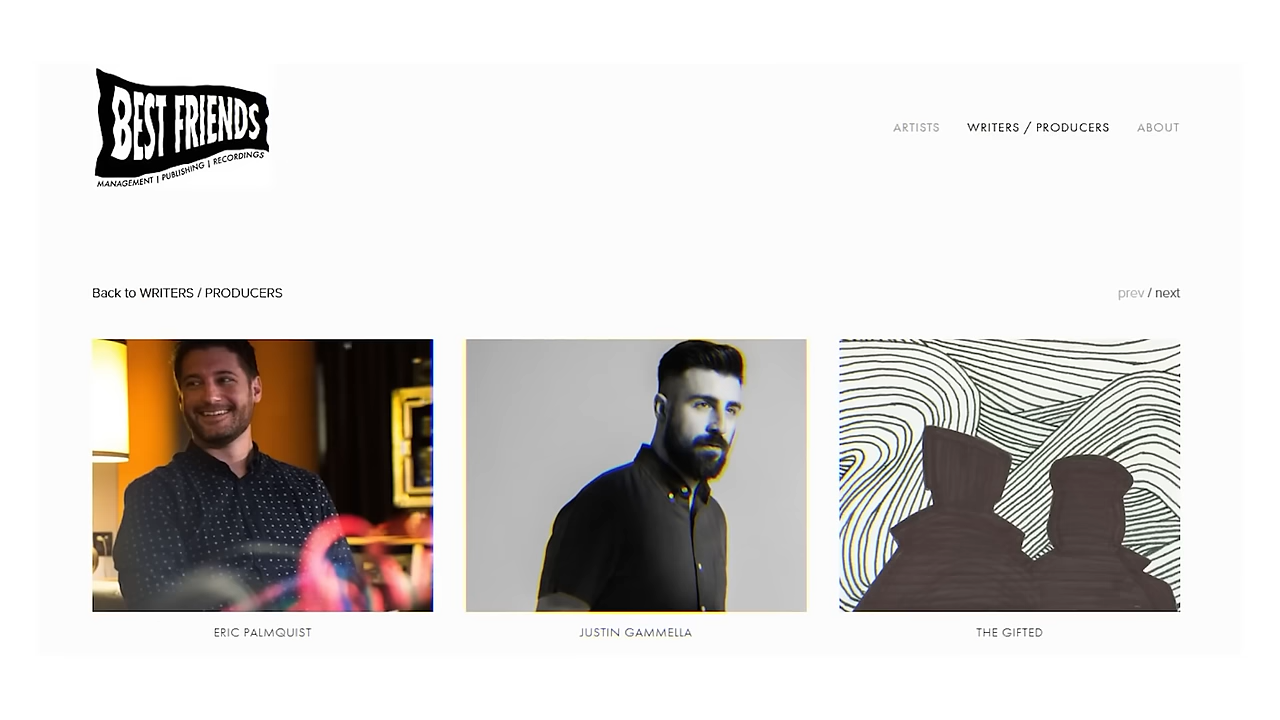 BEST FRIENDS
MANAGEMENT | PUBLISHING | RECORDINGS
ARTISTS WRITERS / PRODUCERS ABOUT
Back to WRITERS / PRODUCERS prev / next
ERIC PALMQUIST JUSTIN GAMMELLA THE GIFTED